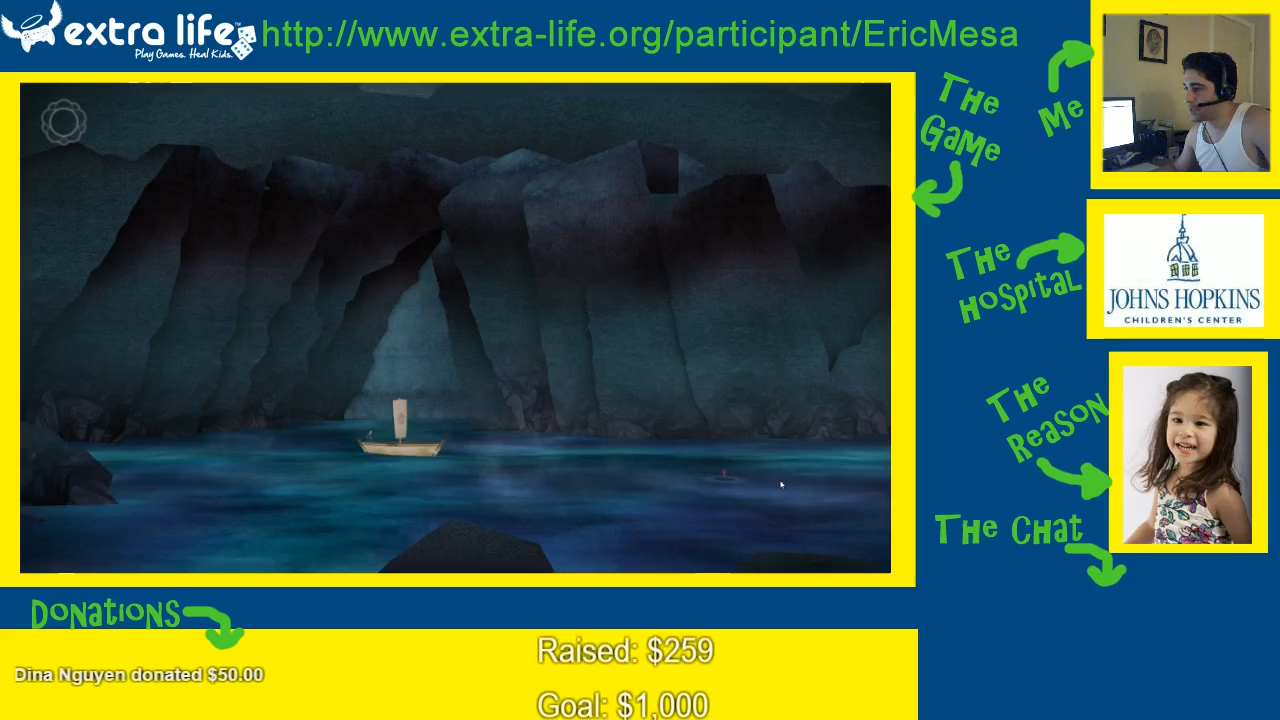 extra life™
Play Games. Heal Kids.
http://www.extra-life.org/participant/EricMesa
The
Game
Me
The
Hospital
JOHNS HOPKINS
CHILDREN'S CENTER
The
Reason
The Chat
Donations
Dina Nguyen donated $50.00
Raised: $259
Goal: $1,000